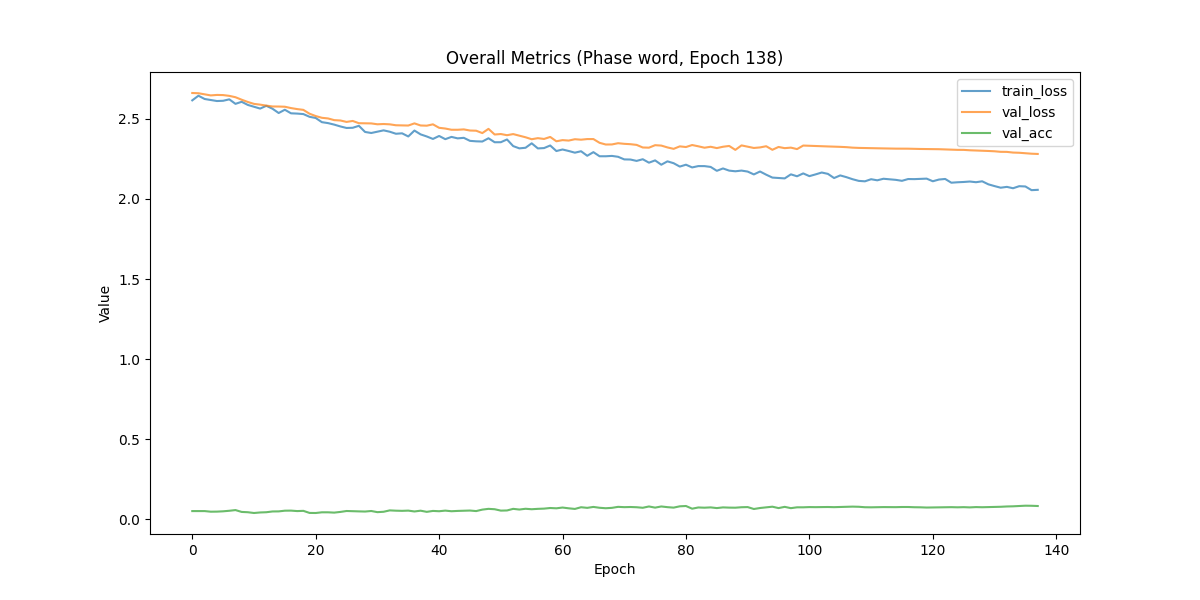 Overall Metrics (Phase word, Epoch 138)
train_loss
val_loss
val_acc
2.5
2.0
1.5
1.0
0.5
0.0
Value
0 20 40 60 80 100 120 140
Epoch